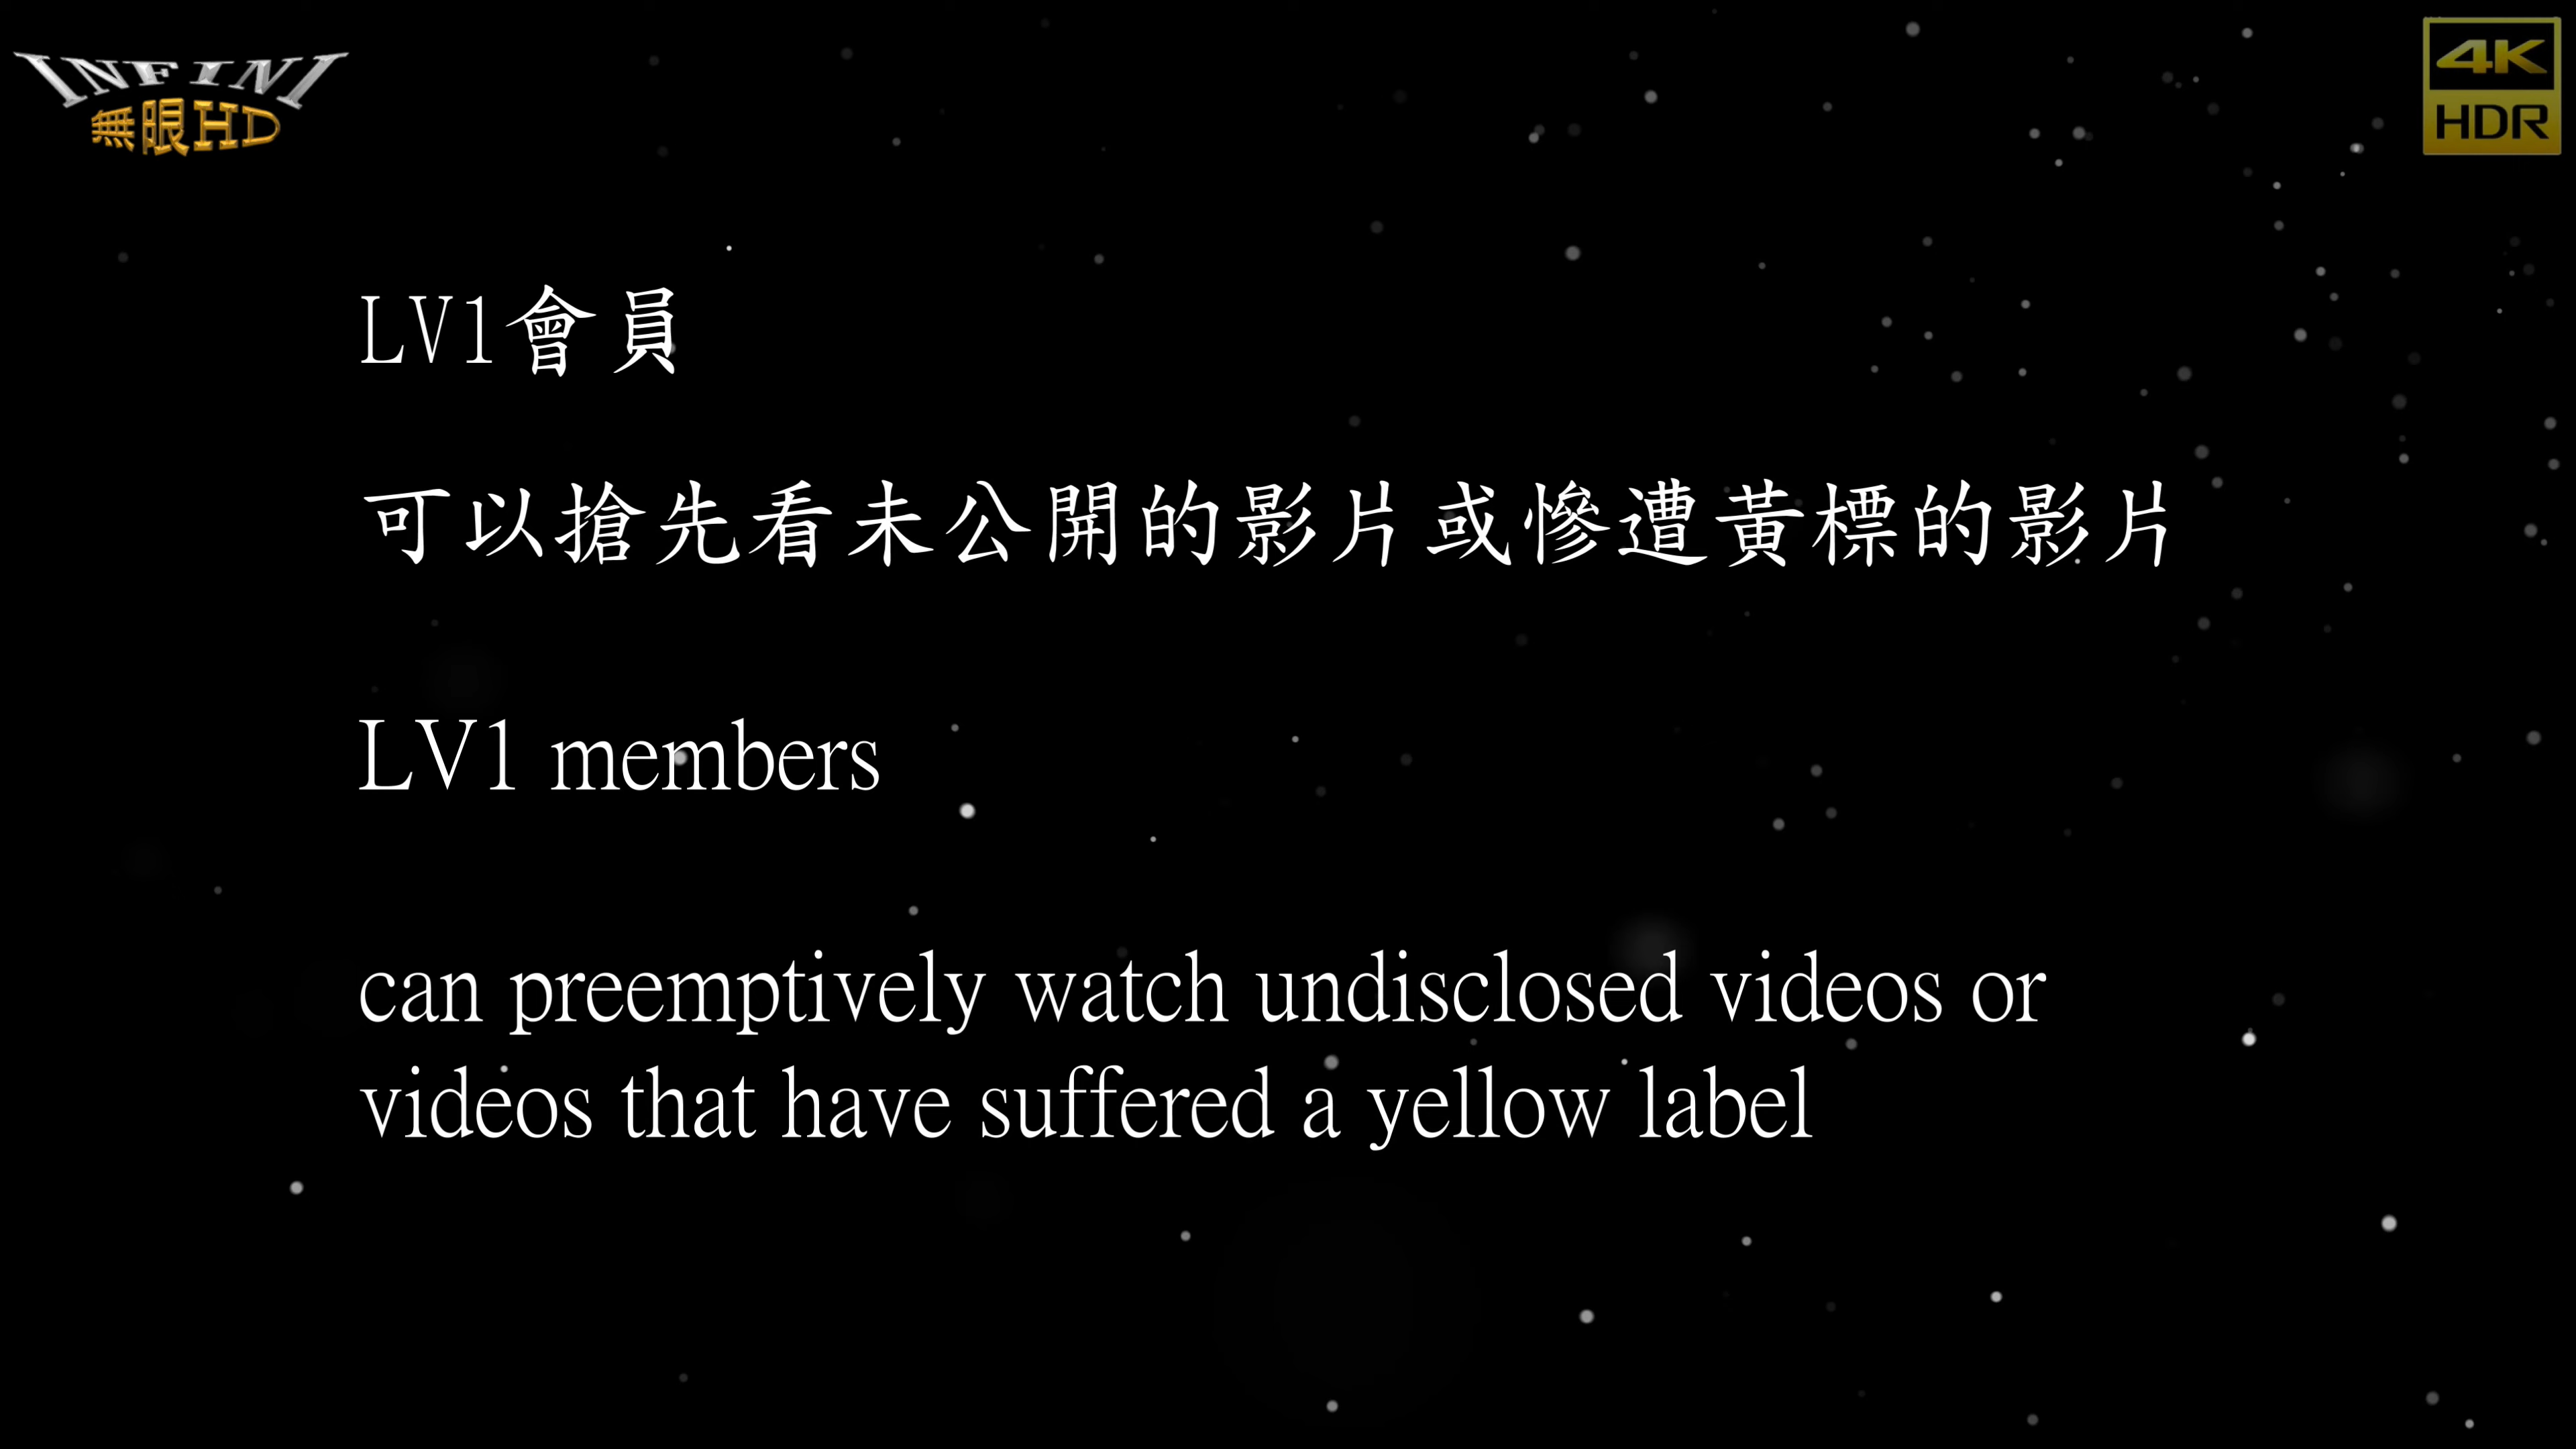 INFINI
無眼HD
4K
HDR
LV1會員
可以搶先看未公開的影片或慘遭黃標的影片
LV1 members
can preemptively watch undisclosed videos or
videos that have suffered a yellow label